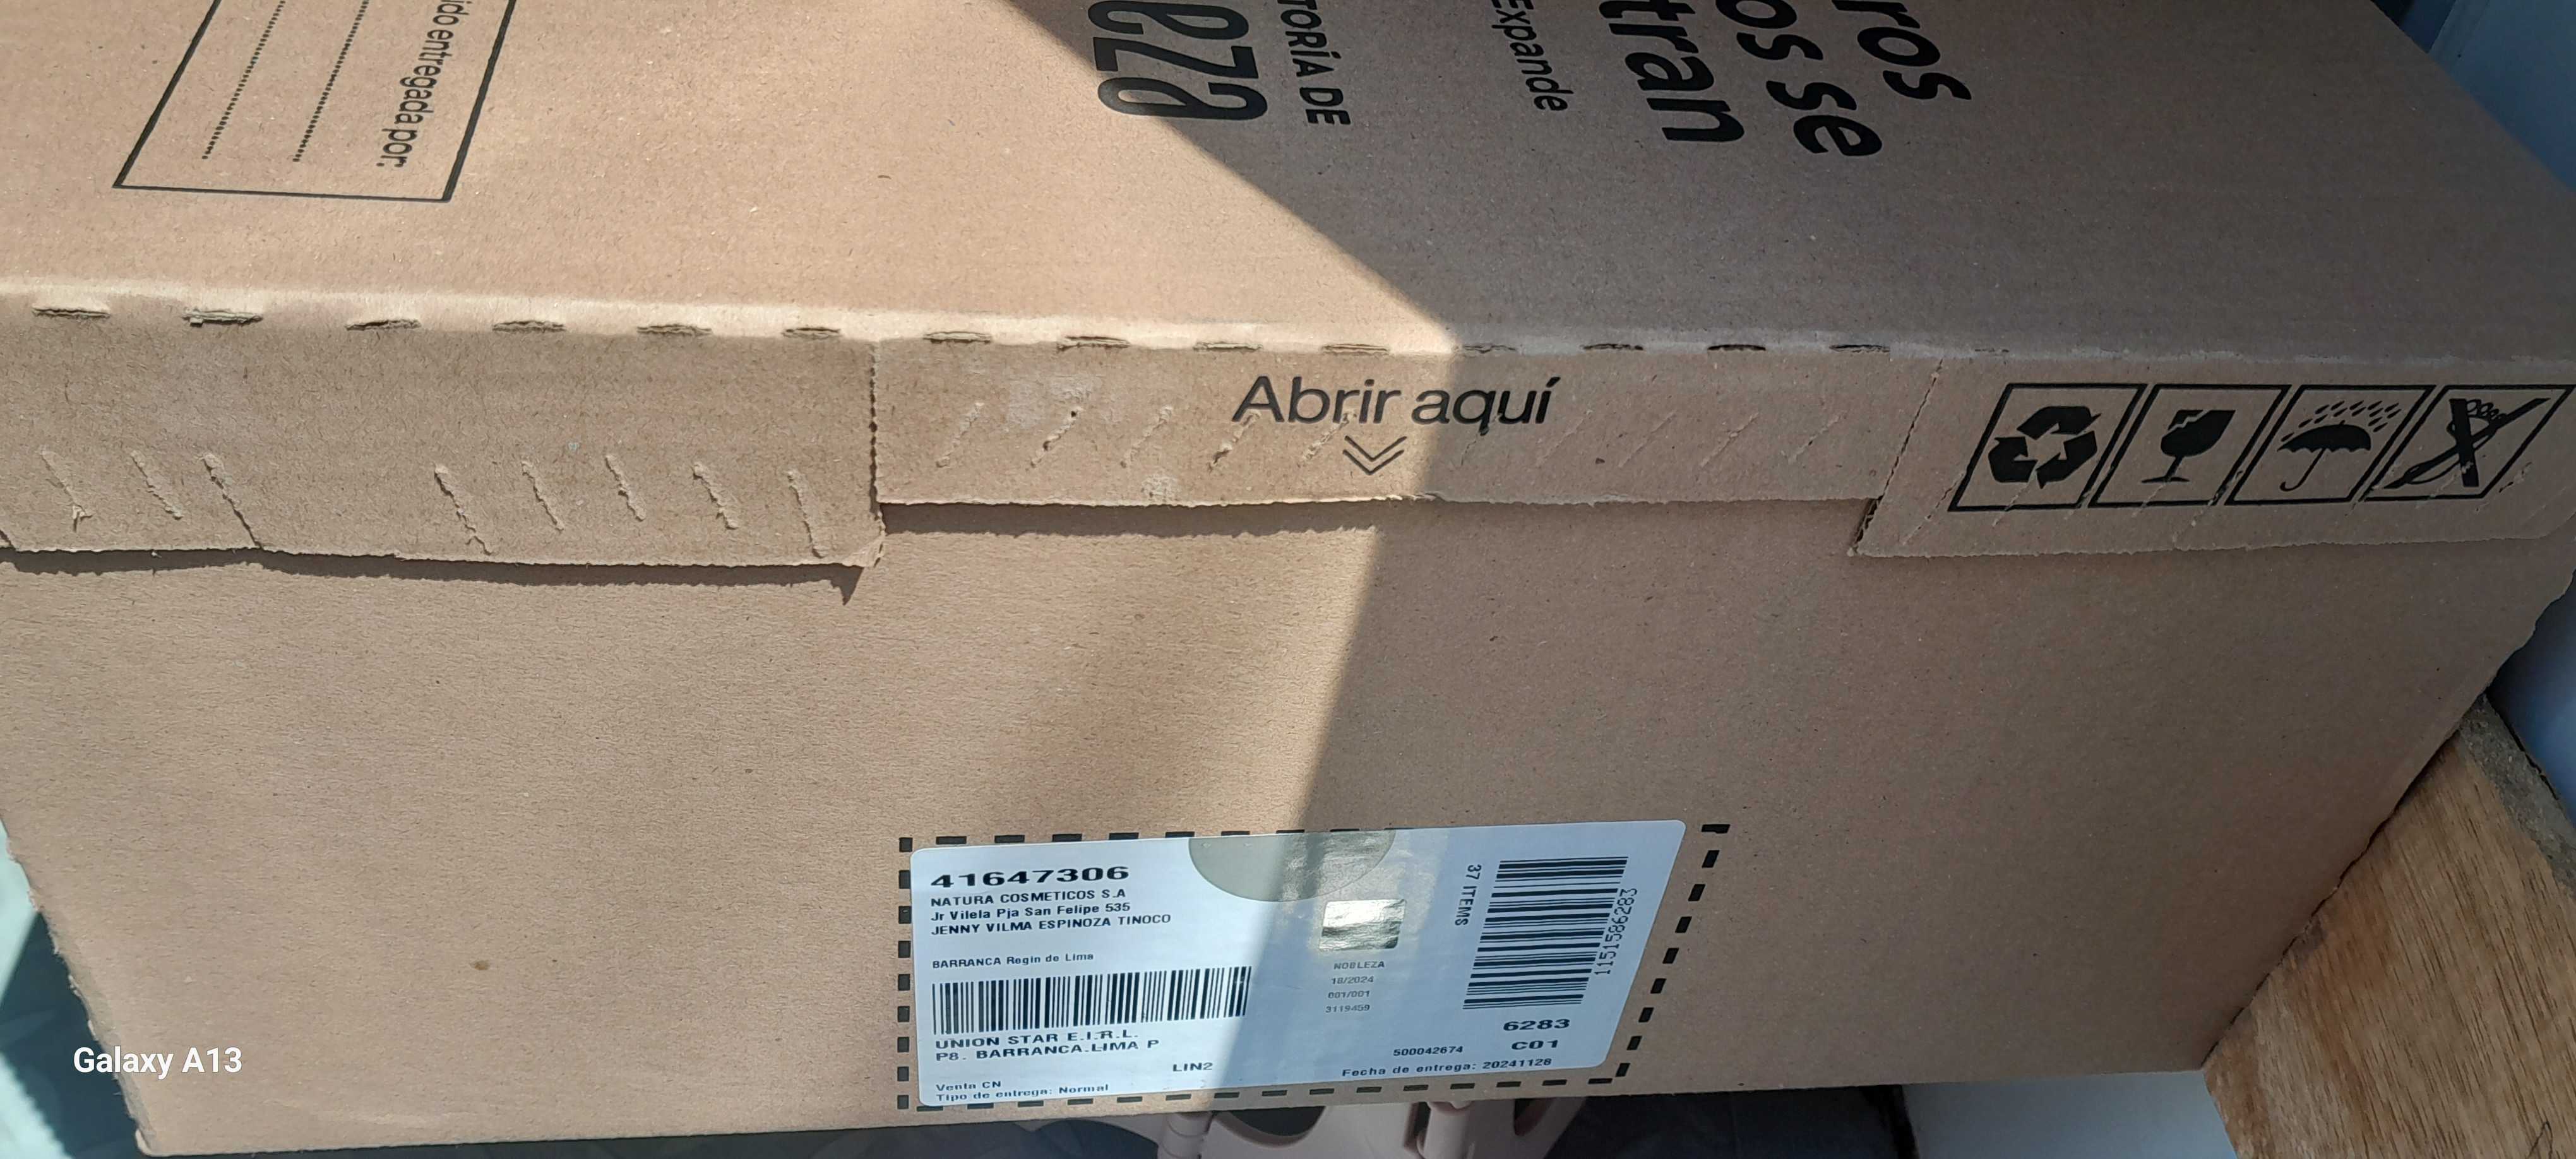 ido entregada por:
eza
TORÍA DE
Expande
ros
os se
tran
Abrir aquí
41647306
NATURA COSMETICOS S.A
Jr Vilela Pja San Felipe 535
JENNY VILMA ESPINOZA TINOCO
BARRANCA Regin de Lima
UNION STAR E.I.R.L.
P8. BARRANCA.LIMA P
LIN2
Venta CN
Tipo de entrega: Normal
NOBLEZA
18/2024
001/001
3119459
37 ITEMS
1151586283
6283
500042674
C01
Fecha de entrega: 20241128
Galaxy A13